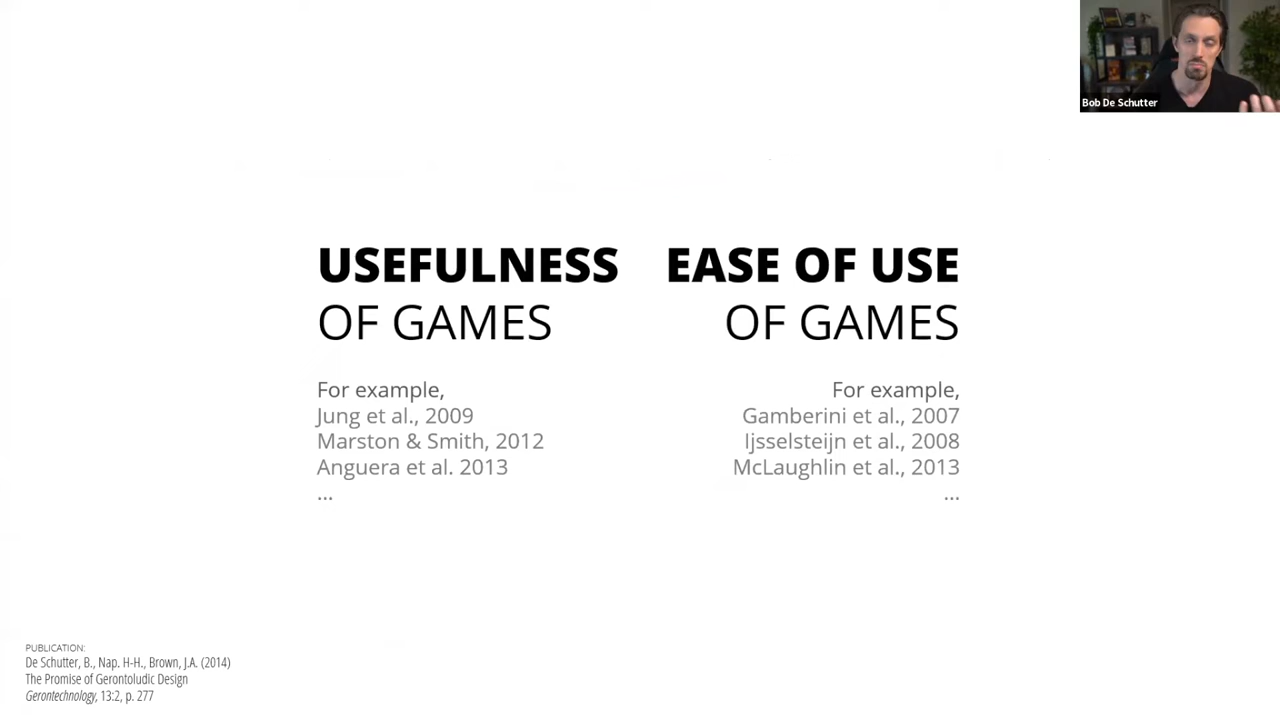 Bob De Schutter
USEFULNESS
OF GAMES
For example,
Jung et al., 2009
Marston & Smith, 2012
Anguera et al. 2013
...
EASE OF USE
OF GAMES
For example,
Gamberini et al., 2007
Ijsselsteijn et al., 2008
McLaughlin et al., 2013
...
PUBLICATION:
De Schutter, B., Nap. H-H., Brown, J.A. (2014)
The Promise of Gerontoludic Design
Gerontechnology, 13:2, p. 277